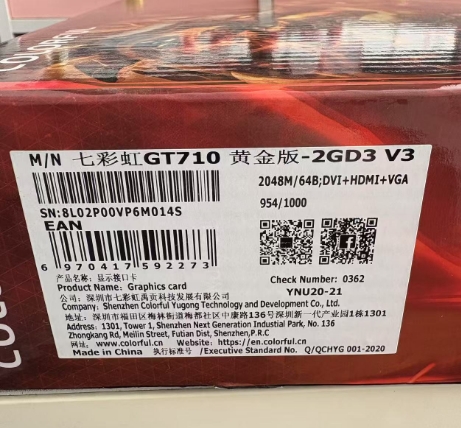 Colorful
M/N 七彩虹GT710 黄金版-2GD3 V3
2048M/64B;DVI+HDMI+VGA
954/1000
SN:8L02P00VP6M014S
EAN
6 970417 592273
产品名称：显示接口卡
Product Name: Graphics card
Check Number: 0362
YNU20-21
公司：深圳市七彩虹禹贡科技发展有限公司
Company: Shenzhen Colorful Yugong Technology and Development Co., Ltd.
地址：深圳市福田区梅林街道梅都社区中康路136号深圳新一代产业园1栋1301
Address: 1301, Tower 1, Shenzhen Next Generation Industial Park, No. 136
Zhongkang Rd, Meilin Street, Futian Dist, Shenzhen,P.R.C
网址: www.colorful.cn Website: https://en.colorful.cn
Made in China 执行标准号 /Executive Standard No. Q/QCHYG 001-2020